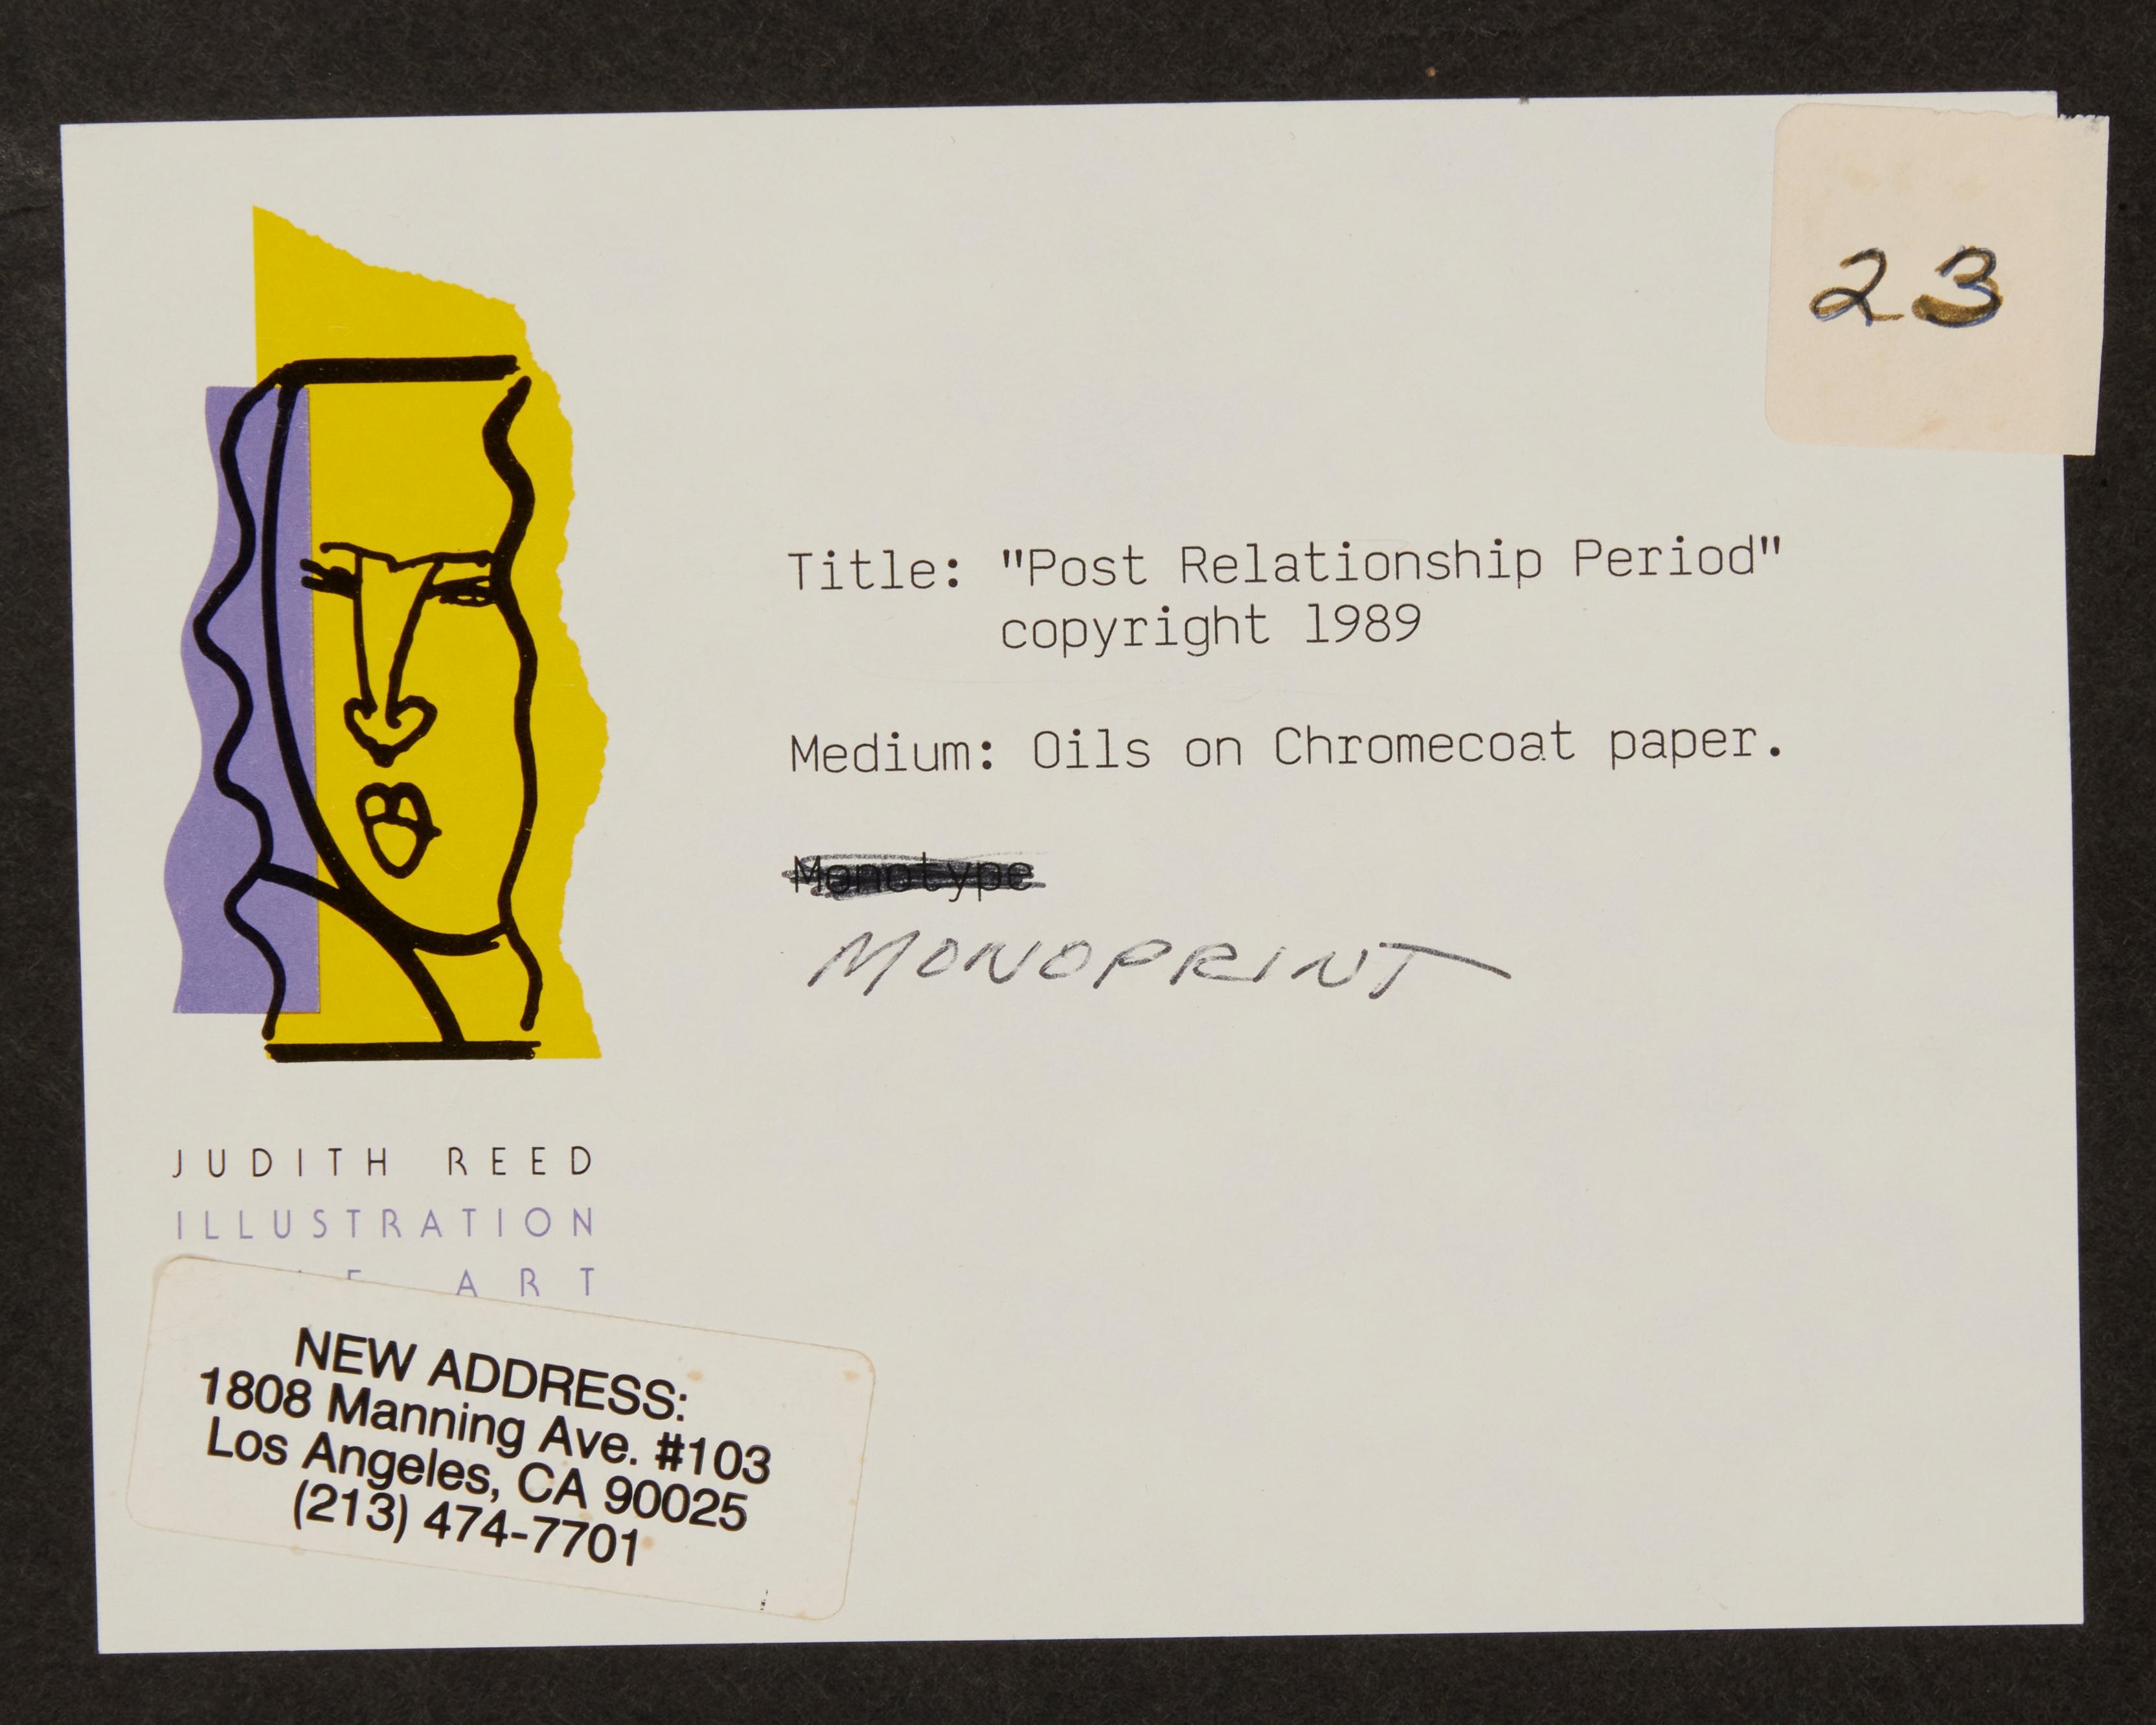 23
Title: "Post Relationship Period"
copyright 1989
Medium: Oils on Chromecoat paper.
Monotype
MONOPRINT
JUDITH REED
ILLUSTRATION
ART
NEW ADDRESS:
1808 Manning Ave. #103
Los Angeles, CA 90025
(213) 474-7701